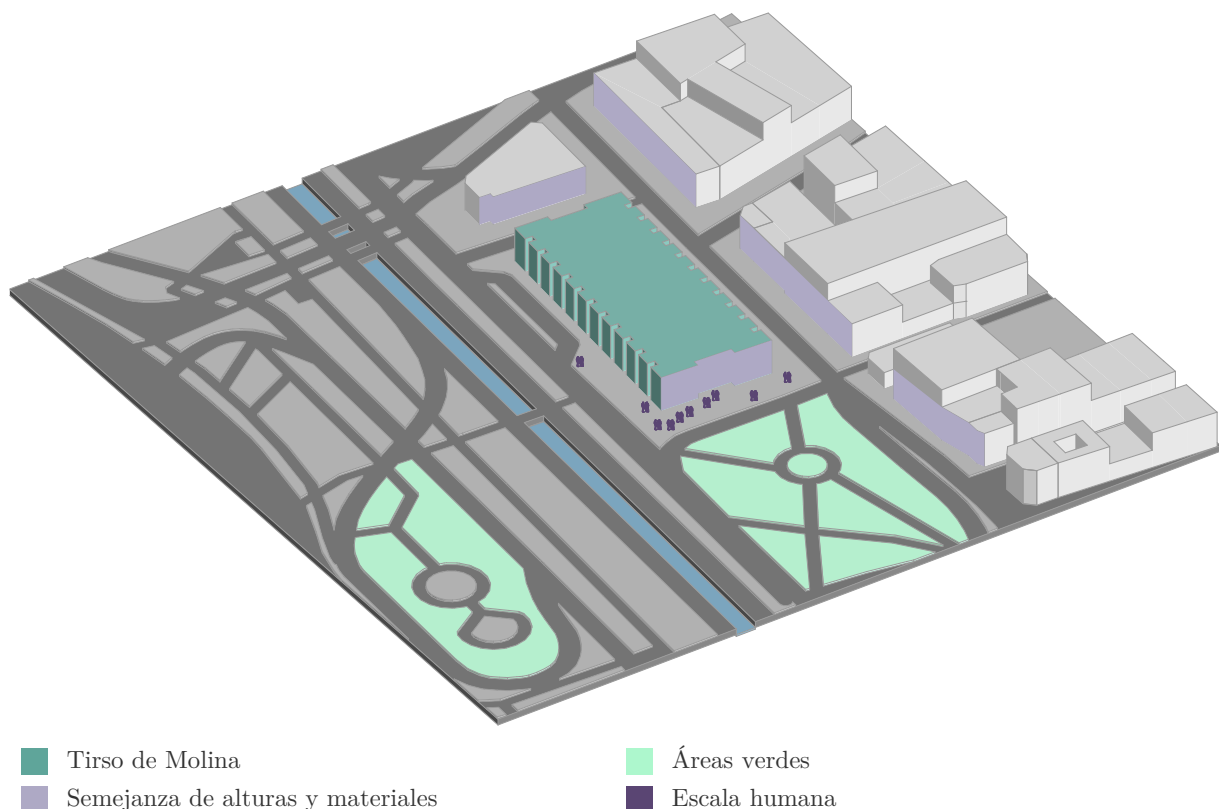 Tirso de Molina
Áreas verdes
Semejanza de alturas y materiales
Escala humana